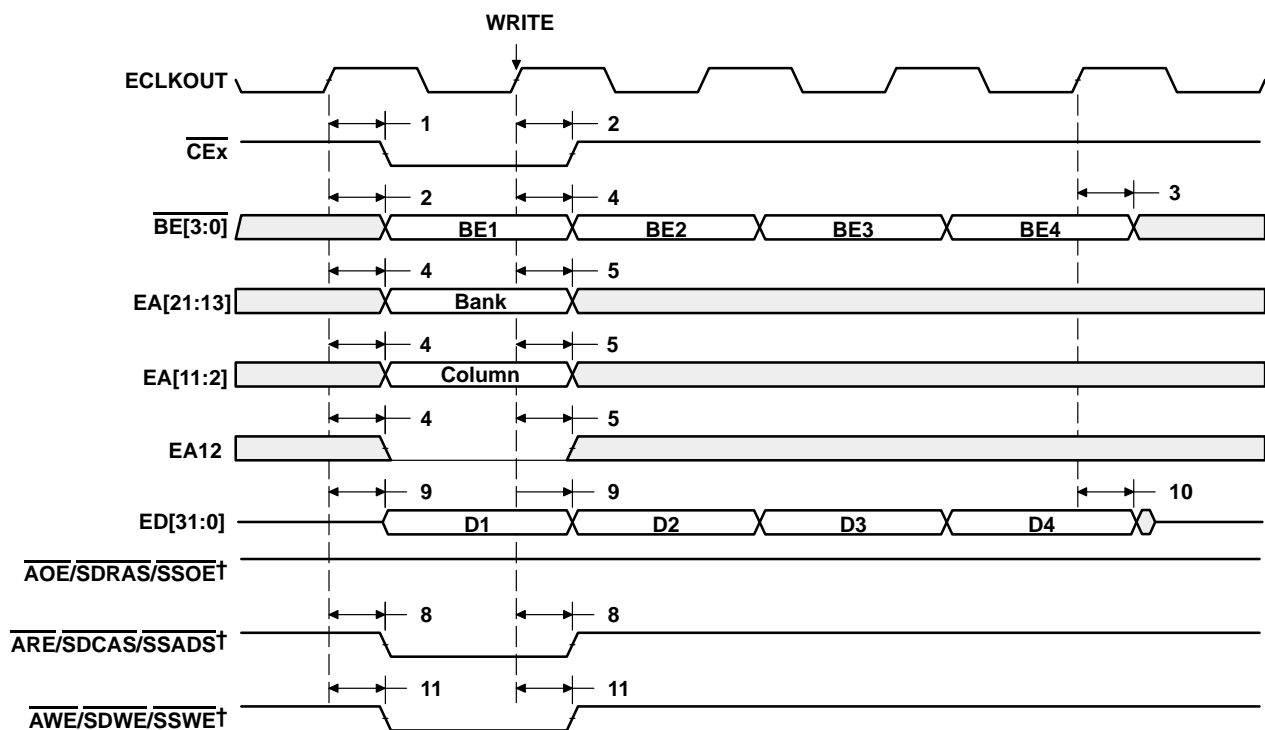 WRITE
ECLKOUT
1 2
CEx
2 4 3
BE[3:0] BE1 BE2 BE3 BE4
4 5
EA[21:13] Bank
4 5
EA[11:2] Column
4 5
EA12
9 9 10
ED[31:0] D1 D2 D3 D4
AOE/SDRAS/SSOE†
8 8
ARE/SDCAS/SSADS†
11 11
AWE/SDWE/SSWE†